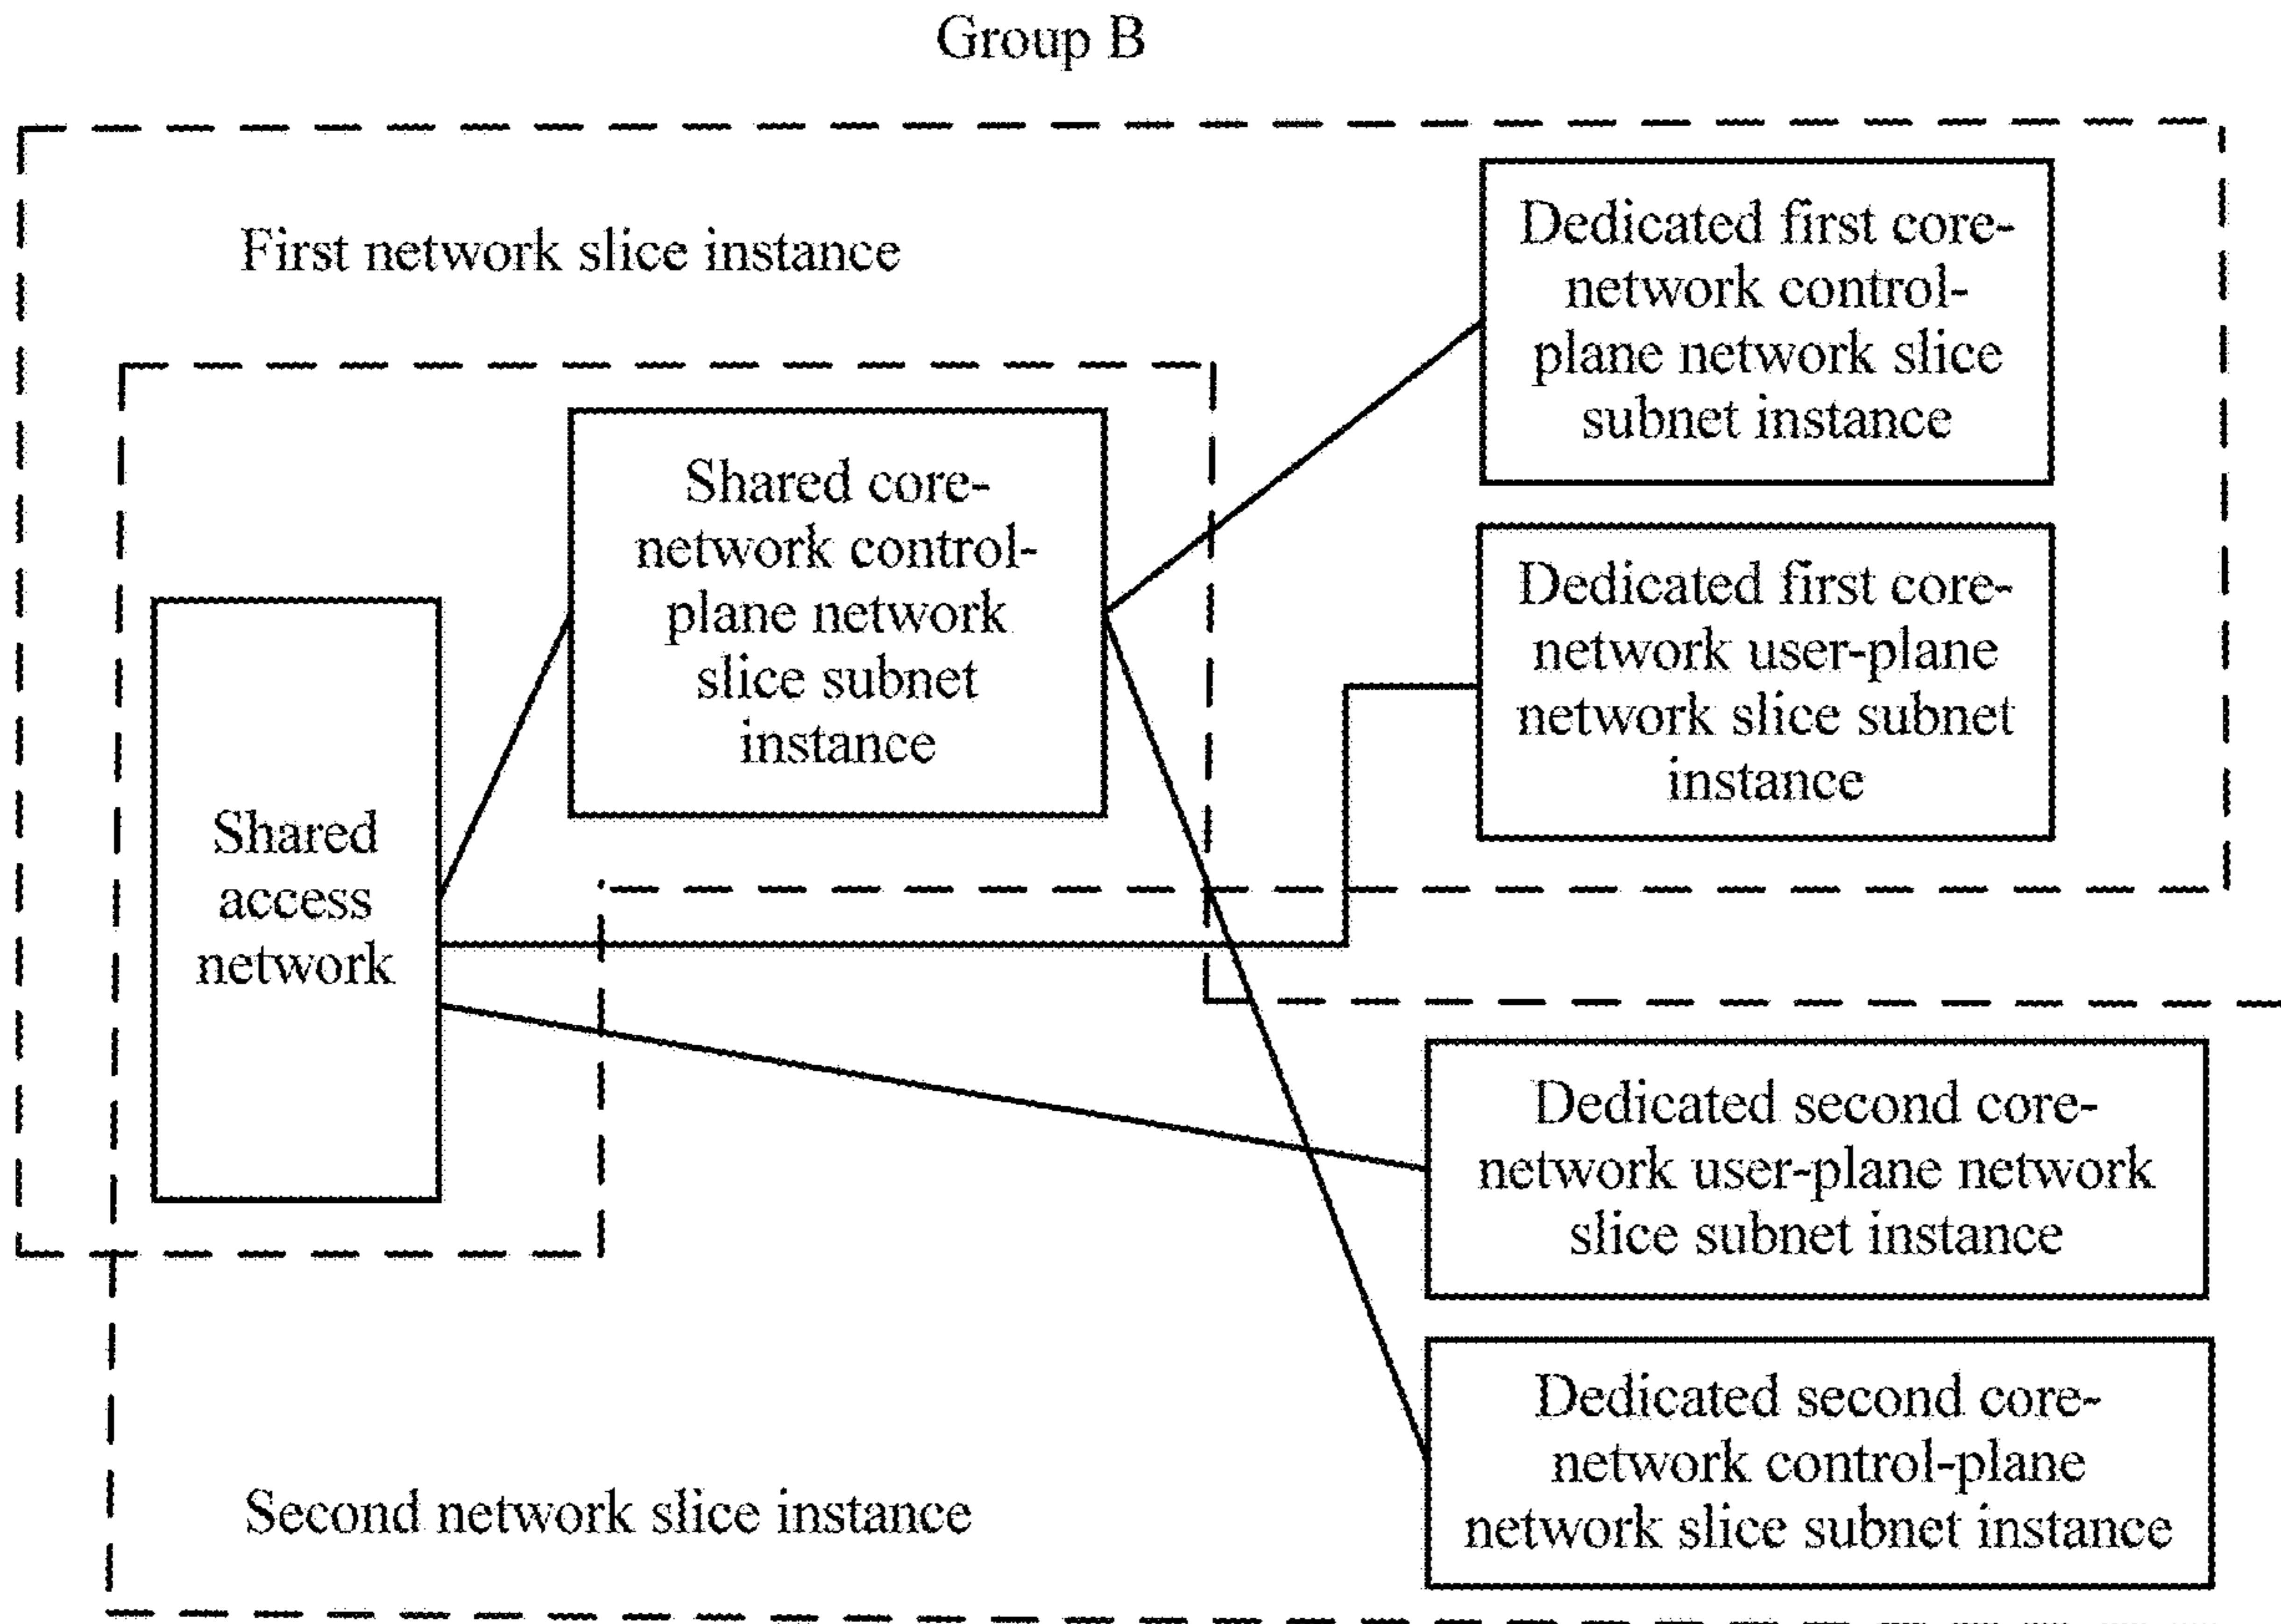 Group B
First network slice instance
Dedicated first core-
network control-
plane network slice
subnet instance
Shared core-
network control-
plane network
slice subnet
instance
Dedicated first core-
network user-plane
network slice subnet
instance
Shared
access
network
Dedicated second core-
network user-plane network
slice subnet instance
Dedicated second core-
network control-plane
network slice subnet instance
Second network slice instance